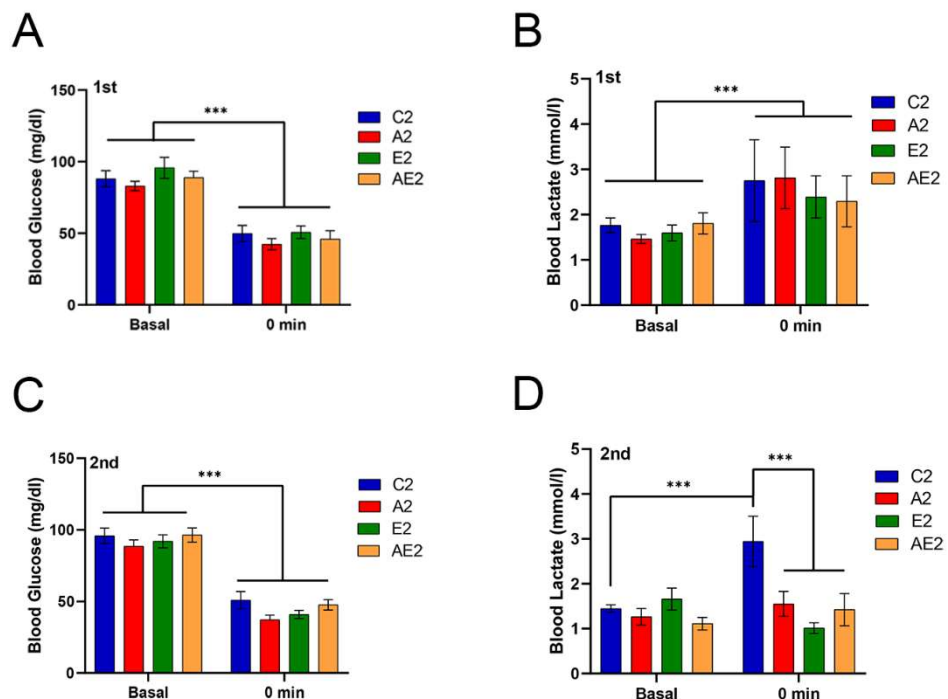 A
1st
***
Blood Glucose (mg/dl)
150
100
50
0
Basal
0 min
C2
A2
E2
AE2
B
1st
***
Blood Lactate (mmol/l)
5
4
3
2
1
0
Basal
0 min
C2
A2
E2
AE2
C
2nd
***
Blood Glucose (mg/dl)
150
100
50
0
Basal
0 min
C2
A2
E2
AE2
D
2nd
***
***
Blood Lactate (mmol/l)
5
4
3
2
1
0
Basal
0 min
C2
A2
E2
AE2